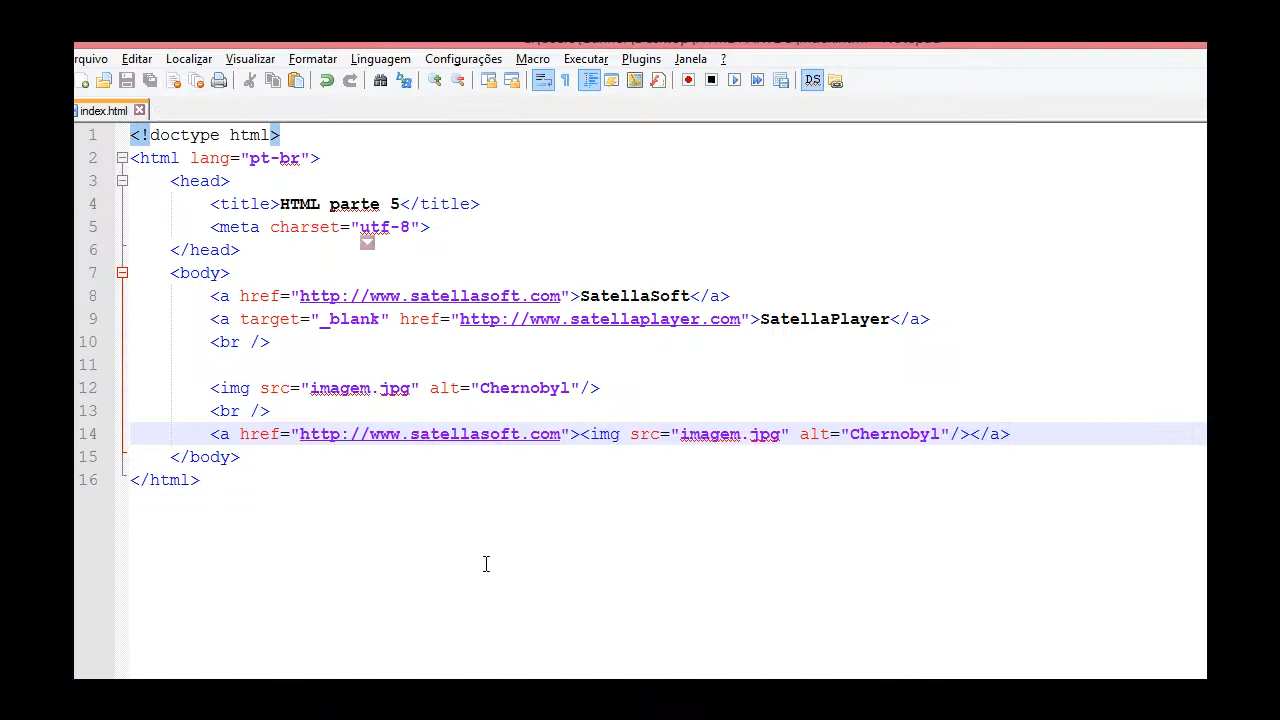 rquivo Editar Localizar Visualizar Formatar Linguagem Configurações Macro Executar Plugins Janela ?
index.html
1 <!doctype html>
2 <html lang="pt-br">
3 <head>
4 <title>HTML parte 5</title>
5 <meta charset="utf-8">
6 </head>
7 <body>
8 <a href="http://www.satellasoft.com">SatellaSoft</a>
9 <a target="_blank" href="http://www.satellaplayer.com">SatellaPlayer</a>
10 <br />
11
12 <img src="imagem.jpg" alt="Chernobyl"/>
13 <br />
14 <a href="http://www.satellasoft.com"><img src="imagem.jpg" alt="Chernobyl"/></a>
15 </body>
16 </html>